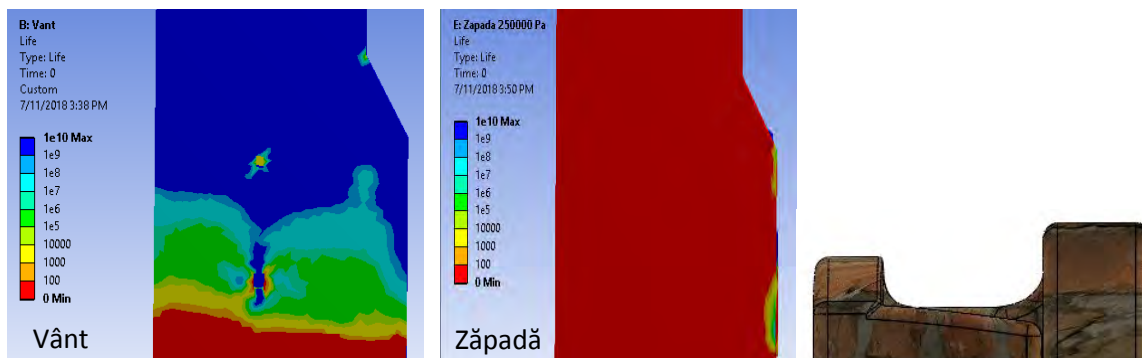 B: Vant
Life
Type: Life
Time: 0
Custom
7/11/2018 3:38 PM
1e10 Max
1e9
1e8
1e7
1e6
1e5
10000
1000
100
0 Min
Vânt
E: Zapada 250000 Pa
Life
Type: Life
Time: 0
7/11/2018 3:50 PM
1e10 Max
1e9
1e8
1e7
1e6
1e5
10000
1000
100
0 Min
Zăpadă